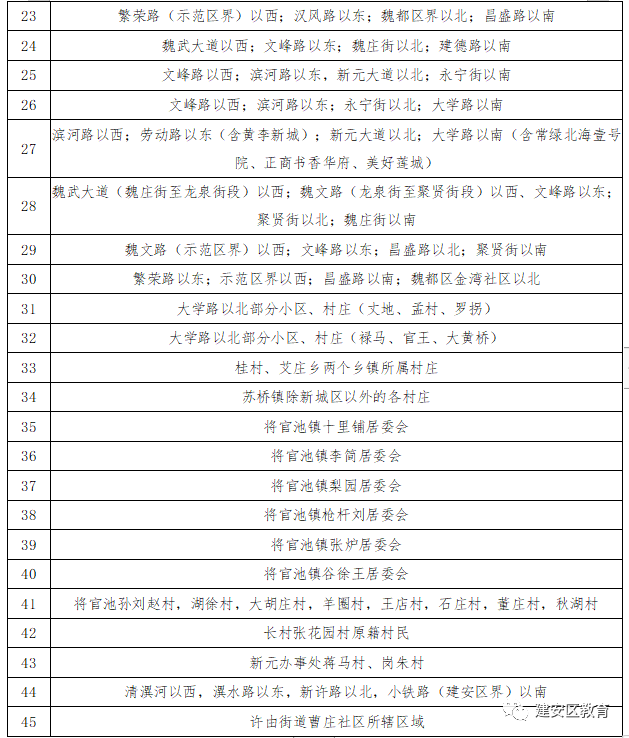 23 繁荣路（示范区界）以西；汉风路以东；魏都区界以北；昌盛路以南
24 魏武大道以西；文峰路以东；魏庄街以北；建德路以南
25 文峰路以西；滨河路以东，新元大道以北；永宁街以南
26 文峰路以西；滨河路以东；永宁街以北；大学路以南
27 滨河路以西；劳动路以东（含黄李新城）；新元大道以北；大学路以南（含常绿北海壹号
院、正商书香华府、美好莲城）
28 魏武大道（魏庄街至龙泉街段）以西；魏文路（龙泉街至聚贤街段）以西、文峰路以东；
聚贤街以北；魏庄街以南
29 魏文路（示范区界）以西；文峰路以东；昌盛路以北；聚贤街以南
30 繁荣路以东；示范区界以西；昌盛路以南；魏都区金湾社区以北
31 大学路以北部分小区、村庄（丈地、孟村、罗拐）
32 大学路以北部分小区、村庄（禄马、官王、大黄桥）
33 桂村、艾庄乡两个乡镇所属村庄
34 苏桥镇除新城区以外的各村庄
35 将官池镇十里铺居委会
36 将官池镇李简居委会
37 将官池镇梨园居委会
38 将官池镇枪杆刘居委会
39 将官池镇张炉居委会
40 将官池镇谷徐王居委会
41 将官池孙刘赵村，湖徐村，大胡庄村，羊圈村，王店村，石庄村，董庄村，秋湖村
42 长村张花园村原籍村民
43 新元办事处蒋马村、岗朱村
44 清潩河以西，潩水路以东，新许路以北，小铁路（建安区界）以南
45 许由街道曹庄社区所辖区域
建安区教育